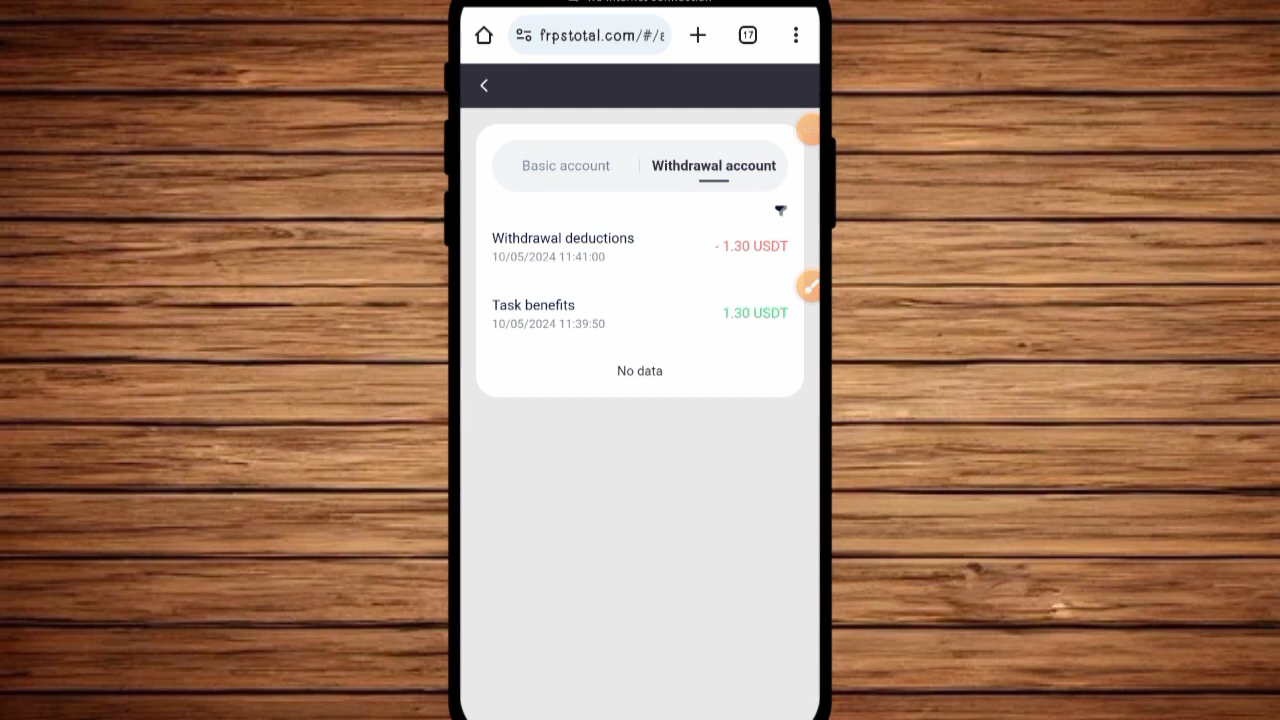 frpstotal.com/#/
17
Basic account
Withdrawal account
Withdrawal deductions
- 1.30 USDT
10/05/2024 11:41:00
Task benefits
1.30 USDT
10/05/2024 11:39:50
No data